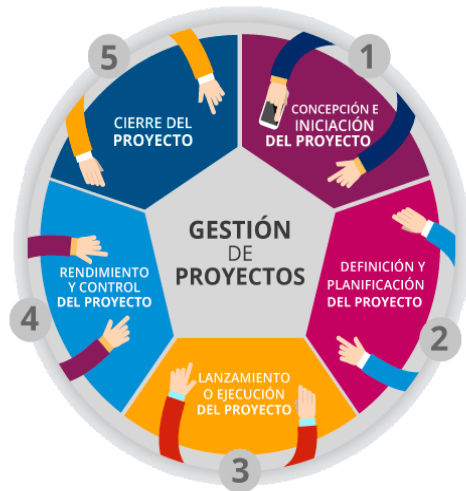 GESTIÓN
DE
PROYECTOS
1
CONCEPCIÓN E
INICIACIÓN
DEL PROYECTO
2
DEFINICIÓN Y
PLANIFICACIÓN
DEL PROYECTO
3
LANZAMIENTO
O EJECUCIÓN
DEL PROYECTO
4
RENDIMIENTO
Y CONTROL
DEL PROYECTO
5
CIERRE DEL
PROYECTO